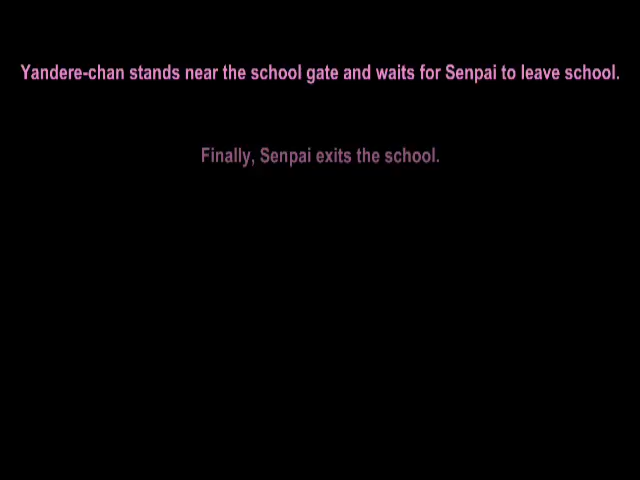 Yandere-chan stands near the school gate and waits for Senpai to leave school.
Finally, Senpai exits the school.